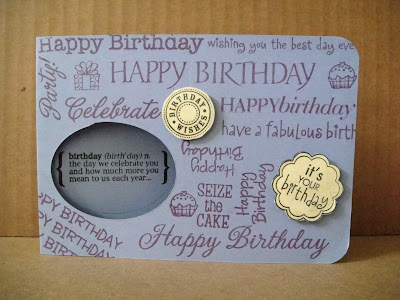 Happy Birthday wishing you the best day eve
Party!
HAPPY BIRTHDAY
Celebrate
BIRTHDAY
WISHES
HAPPYbirthday
have a fabulous birth
birthday (birth'day) n.
the day we celebrate you
and how much more you
mean to us each year...
Happy
Birthday
SEIZE
the
CAKE
Happy
Birthday
it's
YOUR
birthday
HAPPY BIRTHDAY
HAPPY BIRTHDAY
Happy Birthday